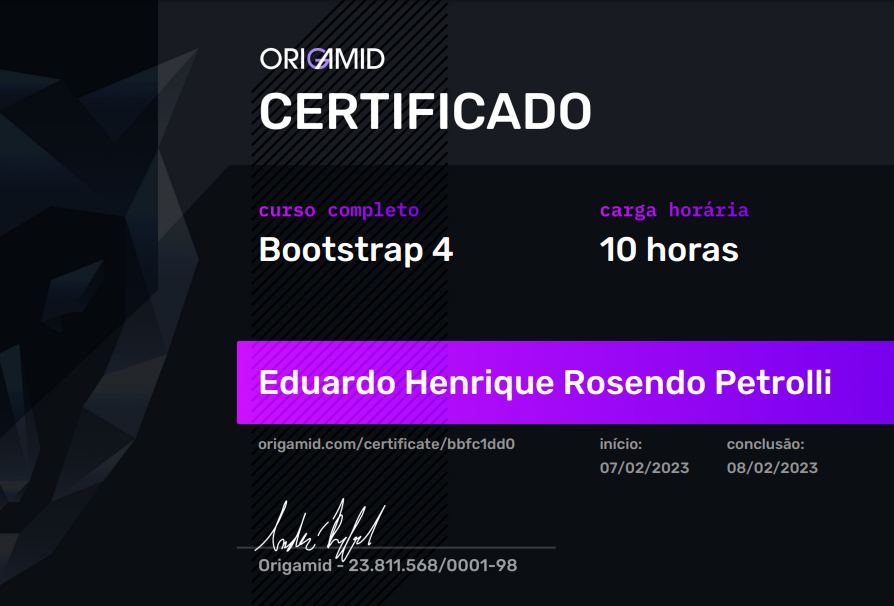 ORIGAMID
CERTIFICADO
curso completo
carga horária
Bootstrap 4
10 horas
Eduardo Henrique Rosendo Petrolli
origamid.com/certificate/bbfc1dd0
início:
conclusão:
07/02/2023
08/02/2023
Origamid - 23.811.568/0001-98